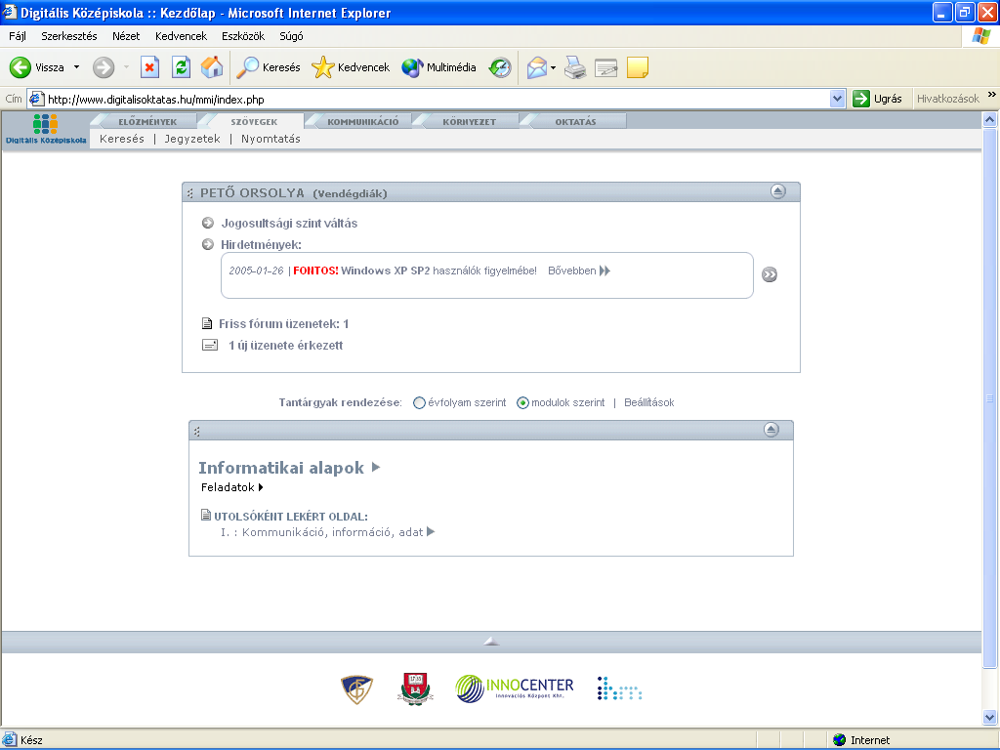 Digitális Középiskola :: Kezdőlap - Microsoft Internet Explorer
Fájl Szerkesztés Nézet Kedvencek Eszközök Súgó
Vissza Keresés Kedvencek Multimédia
Cím http://www.digitalisoktatas.hu/mmi/index.php Ugrás Hivatkozások »
Digitális Középiskola
ELŐZMÉNYEK SZÖVEGEK KOMMUNIKÁCIÓ KÖRNYEZET OKTATÁS
Keresés | Jegyzetek | Nyomtatás
PETŐ ORSOLYA (Vendégdiák)
Jogosultsági szint váltás
Hirdetmények:
2005-01-26 | FONTOS! Windows XP SP2 használók figyelmébe! Bővebben
Friss fórum üzenetek: 1
1 új üzenete érkezett
Tantárgyak rendezése: évfolyam szerint modulok szerint | Beállítások
Informatikai alapok
Feladatok
UTOLSÓKÉNT LEKÉRT OLDAL:
I. : Kommunikáció, információ, adat
INNOCENTER
Innovációs Központ Kht.
Kész Internet